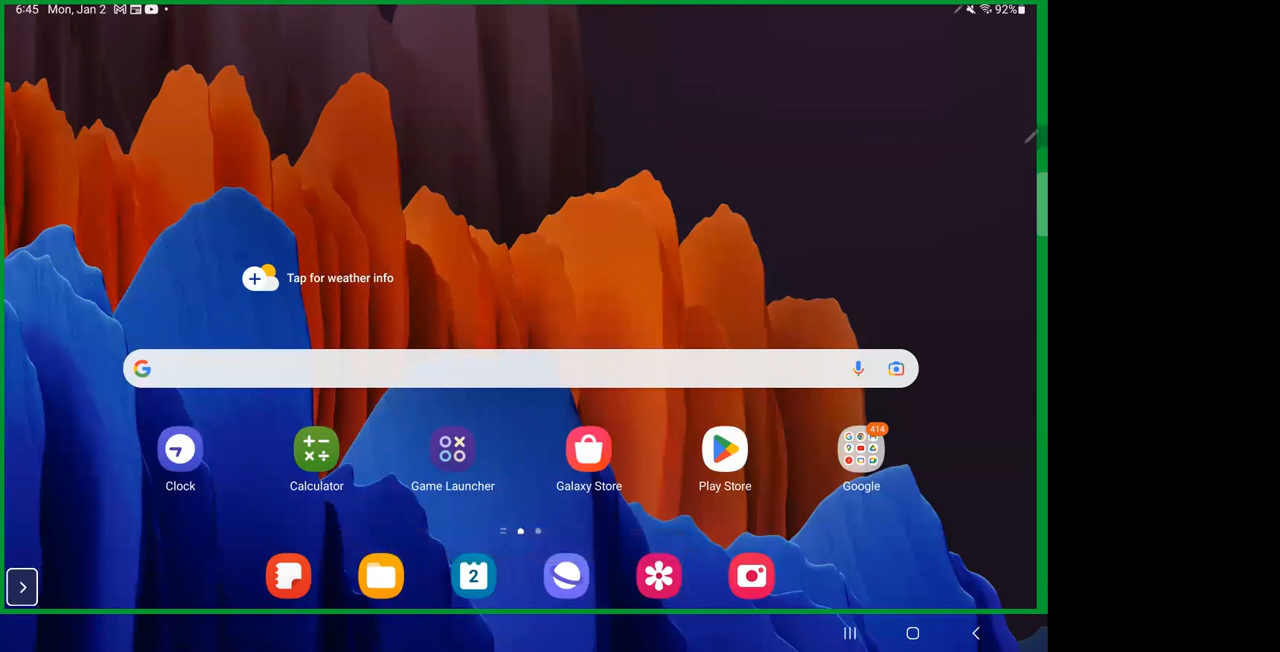 6:45 Mon, Jan 2
92%
Tap for weather info
G
414
Clock
Calculator
Game Launcher
Galaxy Store
Play Store
Google
2